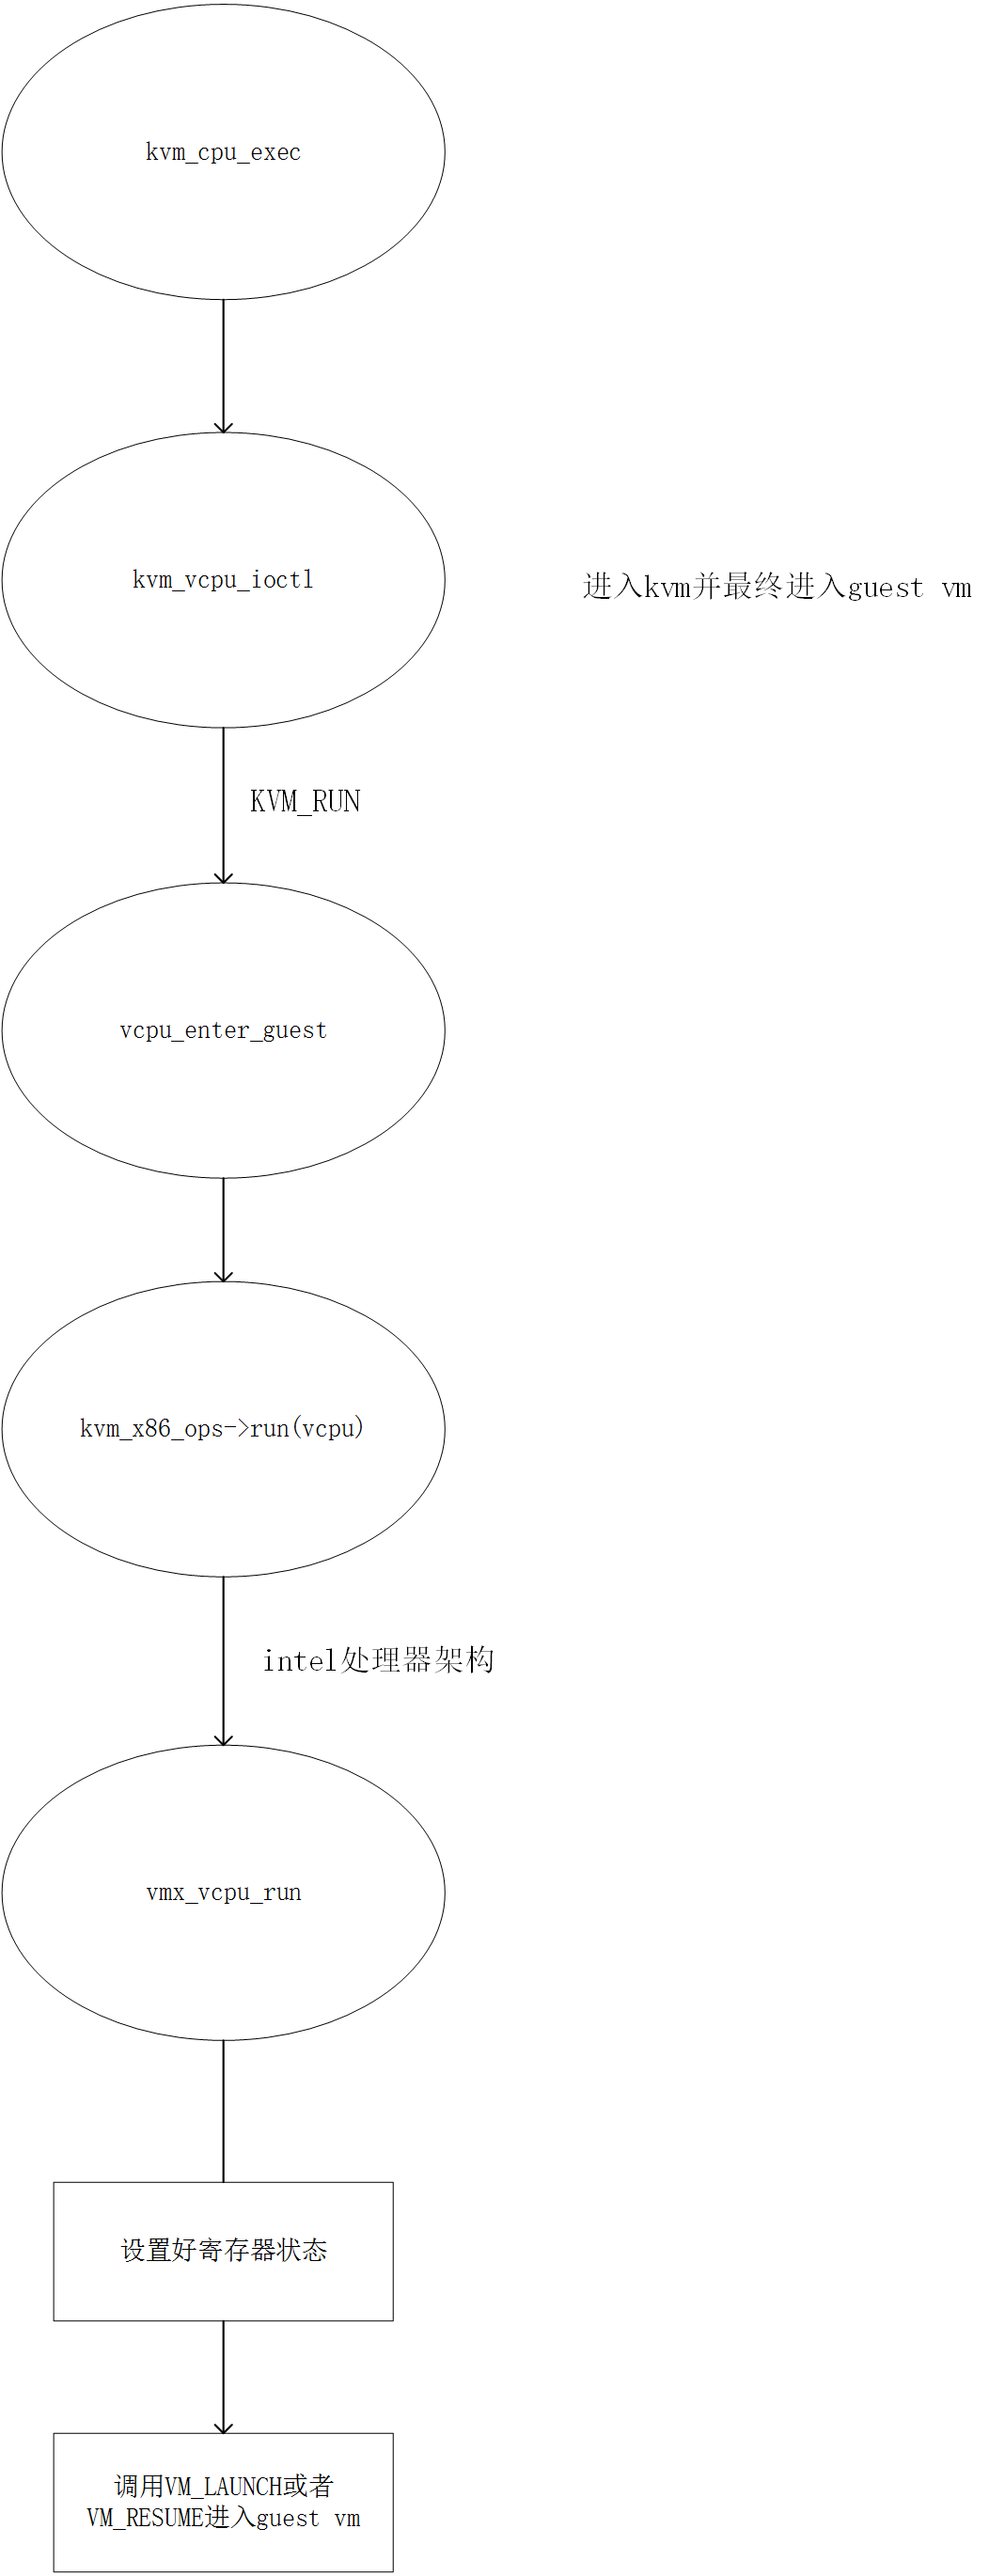 kvm_cpu_exec
kvm_vcpu_ioctl
进入kvm并最终进入guest vm
KVM_RUN
vcpu_enter_guest
kvm_x86_ops->run(vcpu)
intel处理器架构
vmx_vcpu_run
设置好寄存器状态
调用VM_LAUNCH或者
VM_RESUME进入guest vm